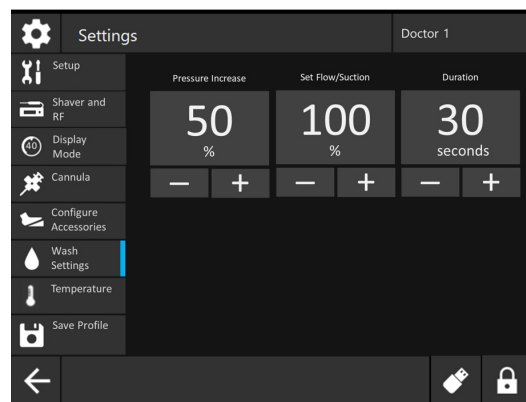 Settings
Doctor 1
Setup
Shaver and
RF
40
Display
Mode
Cannula
Configure
Accessories
Wash
Settings
Temperature
Save Profile
Pressure Increase
Set Flow/Suction
Duration
50
%
100
%
30
seconds
− +
− +
− +